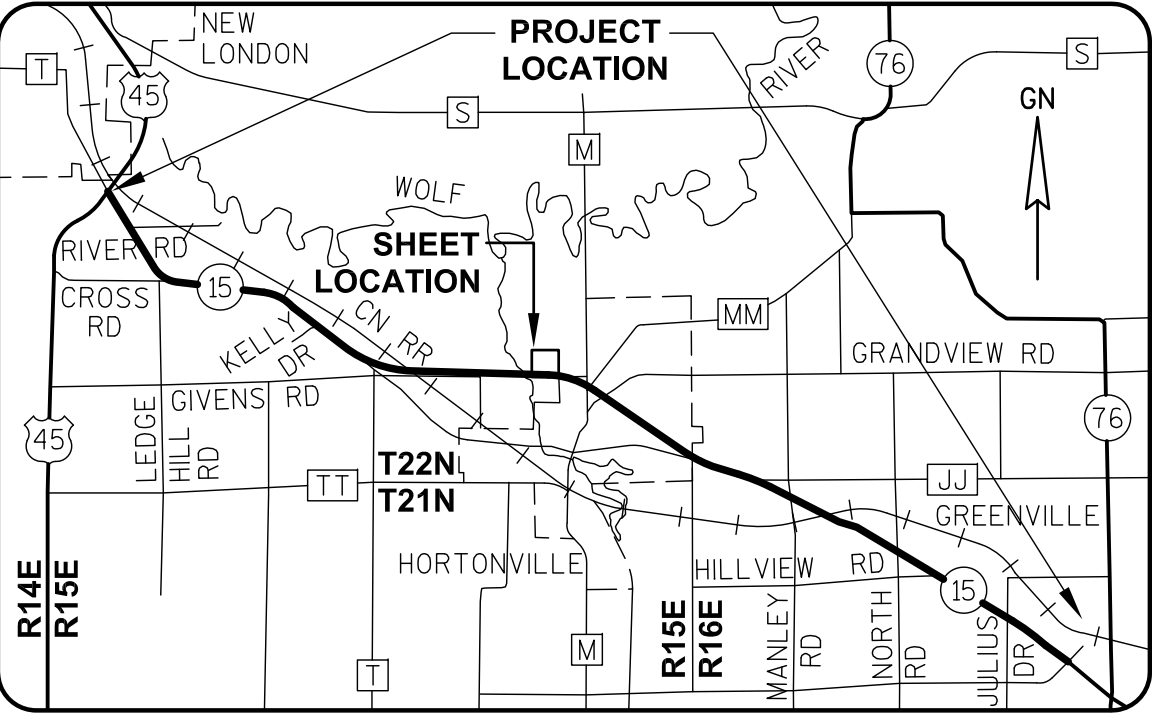 NEW
LONDON
PROJECT
LOCATION
RIVER
76
S
T
45
S
GN
M
WOLF
SHEET
LOCATION
RIVER RD
15
CROSS
RD
CN RR
KELLY
DR
MM
GRANDVIEW RD
GIVENS RD
LEDGE
HILL
RD
45
76
T22N
T21N
TT
JJ
GREENVILLE
HORTONVILLE
HILLVIEW RD
15
R14E
R15E
R15E
R16E
MANLEY
RD
NORTH
RD
JULIUS
DR
M
T